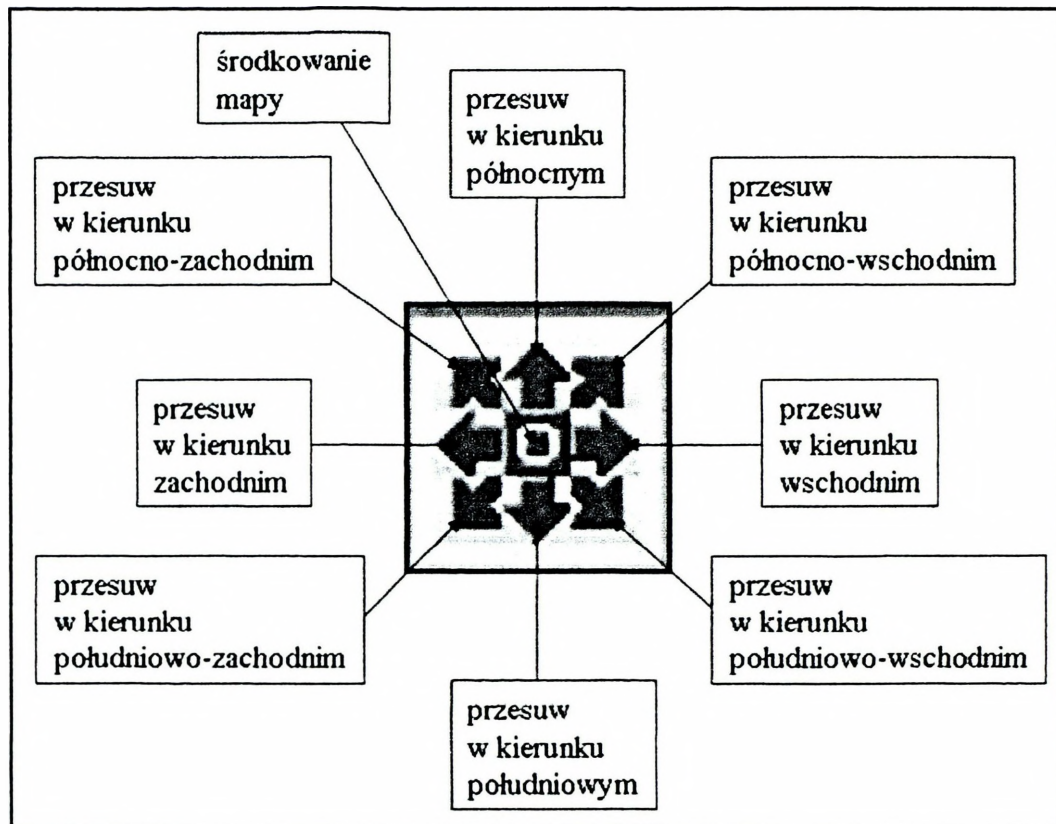 środkowanie
mapy
przesuw
w kierunku
północnym
przesuw
w kierunku
północno-zachodnim
przesuw
w kierunku
północno-wschodnim
przesuw
w kierunku
zachodnim
przesuw
w kierunku
wschodnim
przesuw
w kierunku
południowo-zachodnim
przesuw
w kierunku
południowo-wschodnim
przesuw
w kierunku
południowym